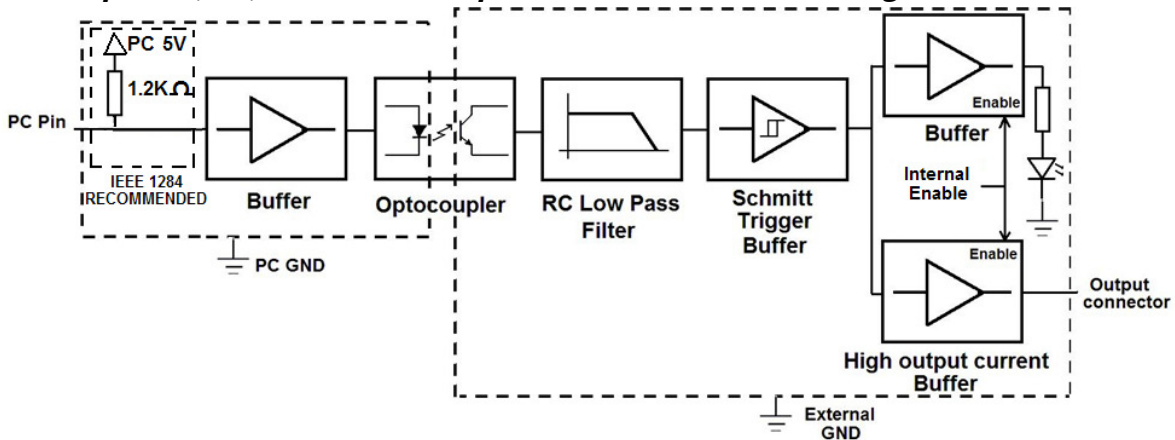 PC 5V
1.2KΩ
PC Pin
IEEE 1284
RECOMMENDED
Buffer
Optocoupler
RC Low Pass
Filter
Schmitt
Trigger
Buffer
Enable
Buffer
Internal
Enable
Enable
High output current
Buffer
Output
connector
PC GND
External
GND